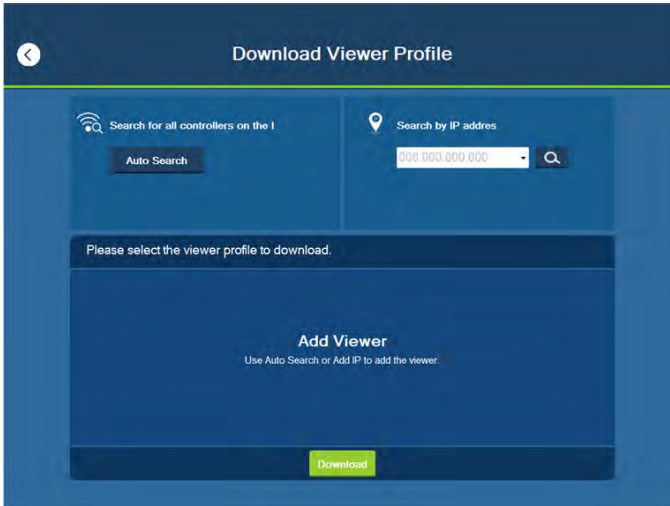 Download Viewer Profile
Search for all controllers on the l
Auto Search
Search by IP addres
000.000.000.000
Please select the viewer profile to download.
Add Viewer
Use Auto Search or Add IP to add the viewer.
Download